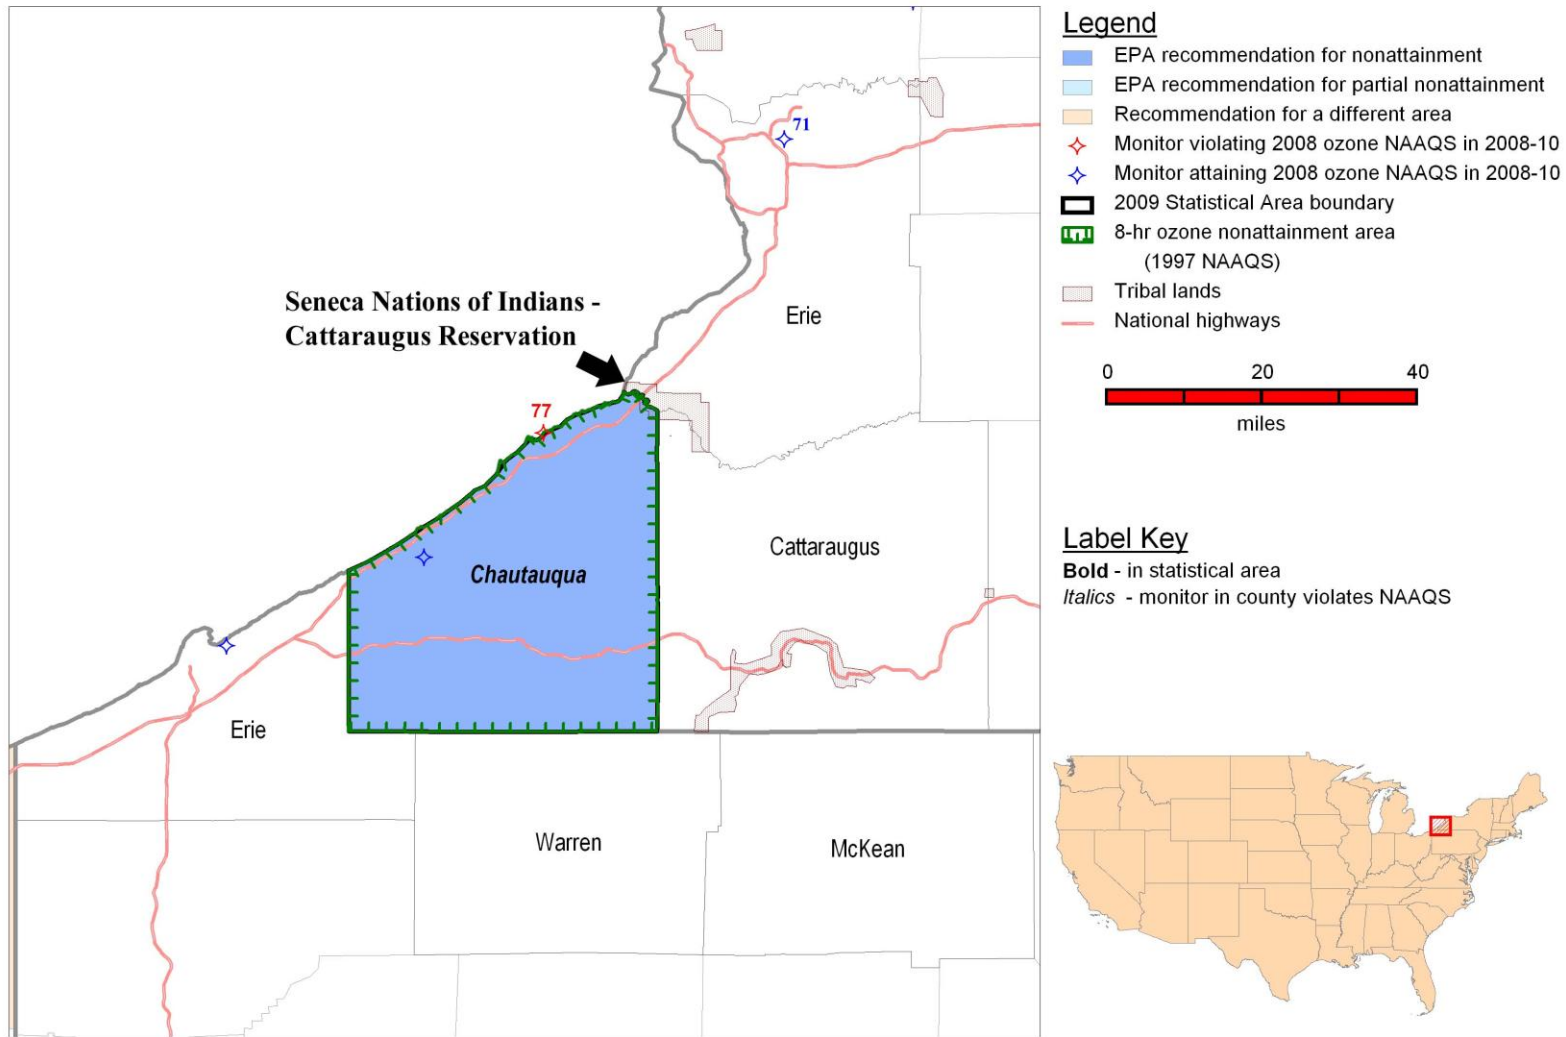 71
Seneca Nations of Indians -
Cattaraugus Reservation
Erie
77
Chautauqua
Cattaraugus
Erie
Warren
McKean
Legend
EPA recommendation for nonattainment
EPA recommendation for partial nonattainment
Recommendation for a different area
Monitor violating 2008 ozone NAAQS in 2008-10
Monitor attaining 2008 ozone NAAQS in 2008-10
2009 Statistical Area boundary
8-hr ozone nonattainment area
(1997 NAAQS)
Tribal lands
National highways
0 20 40
miles
Label Key
Bold - in statistical area
Italics - monitor in county violates NAAQS